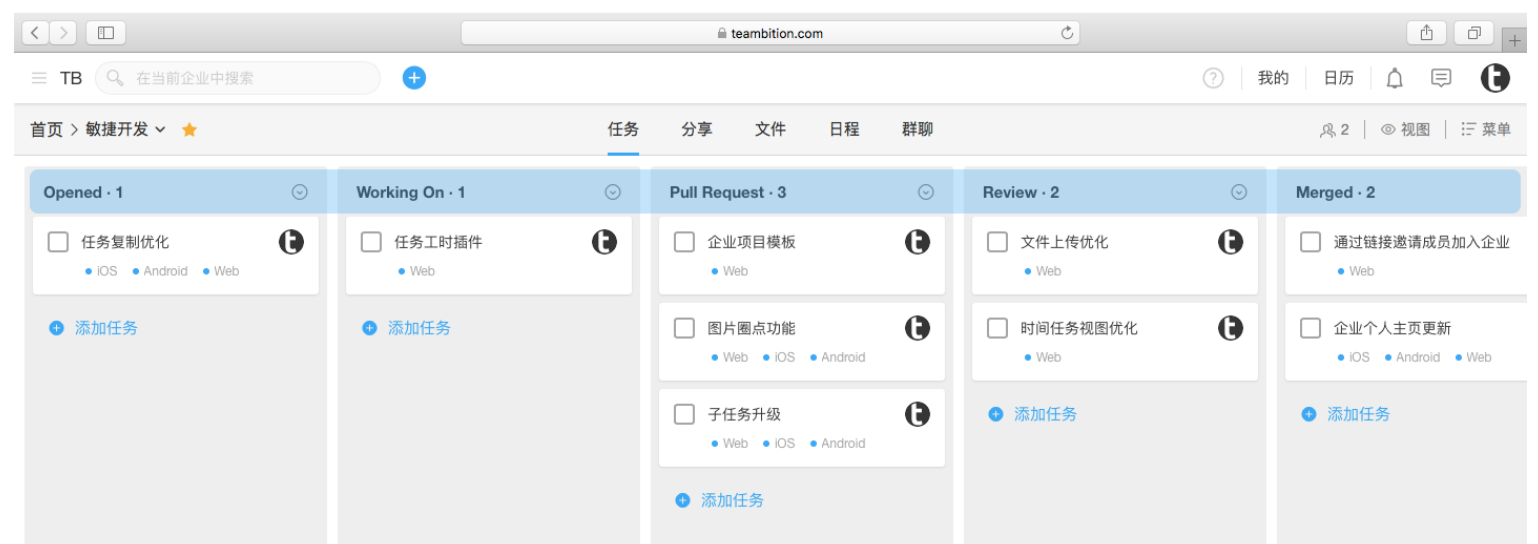 teambition.com
TB 在当前企业中搜索 我的 日历
首页 > 敏捷开发 任务 分享 文件 日程 群聊 2 视图 菜单
Opened · 1
任务复制优化
iOS Android Web
添加任务
Working On · 1
任务工时插件
Web
添加任务
Pull Request · 3
企业项目模板
Web
图片圈点功能
Web iOS Android
子任务升级
Web iOS Android
添加任务
Review · 2
文件上传优化
Web
时间任务视图优化
Web
添加任务
Merged · 2
通过链接邀请成员加入企业
Web
企业个人主页更新
iOS Android Web
添加任务